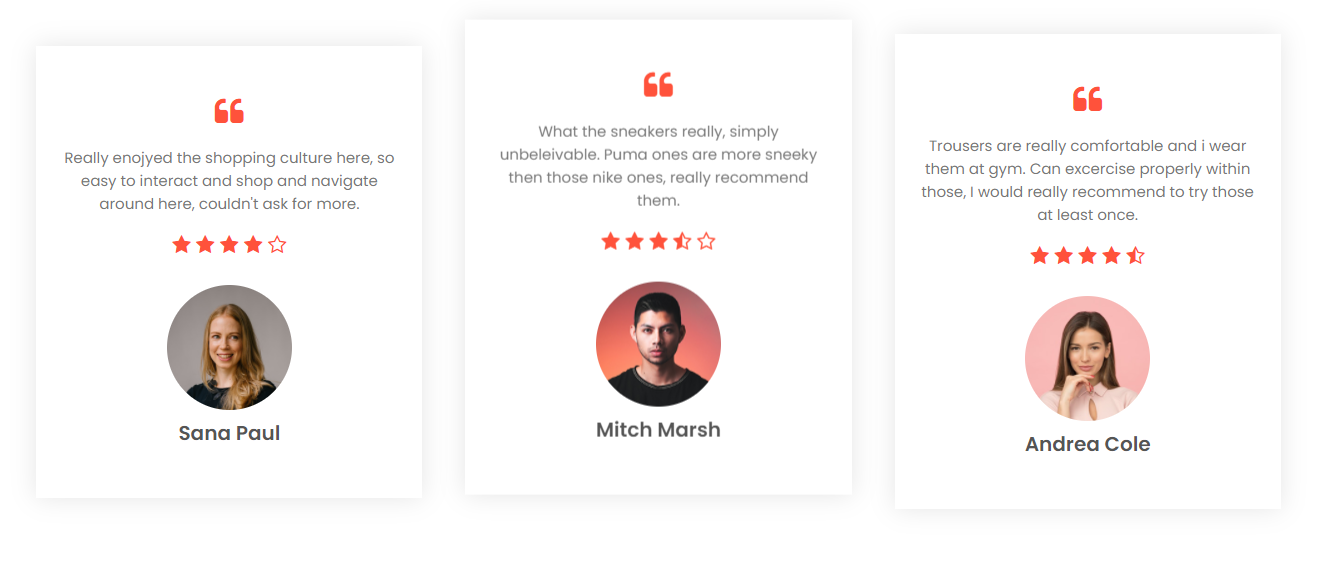 Really enojyed the shopping culture here, so
easy to interact and shop and navigate
around here, couldn't ask for more.
Sana Paul
What the sneakers really, simply
unbeleivable. Puma ones are more sneeky
then those nike ones, really recommend
them.
Mitch Marsh
Trousers are really comfortable and i wear
them at gym. Can excercise properly within
those, I would really recommend to try those
at least once.
Andrea Cole